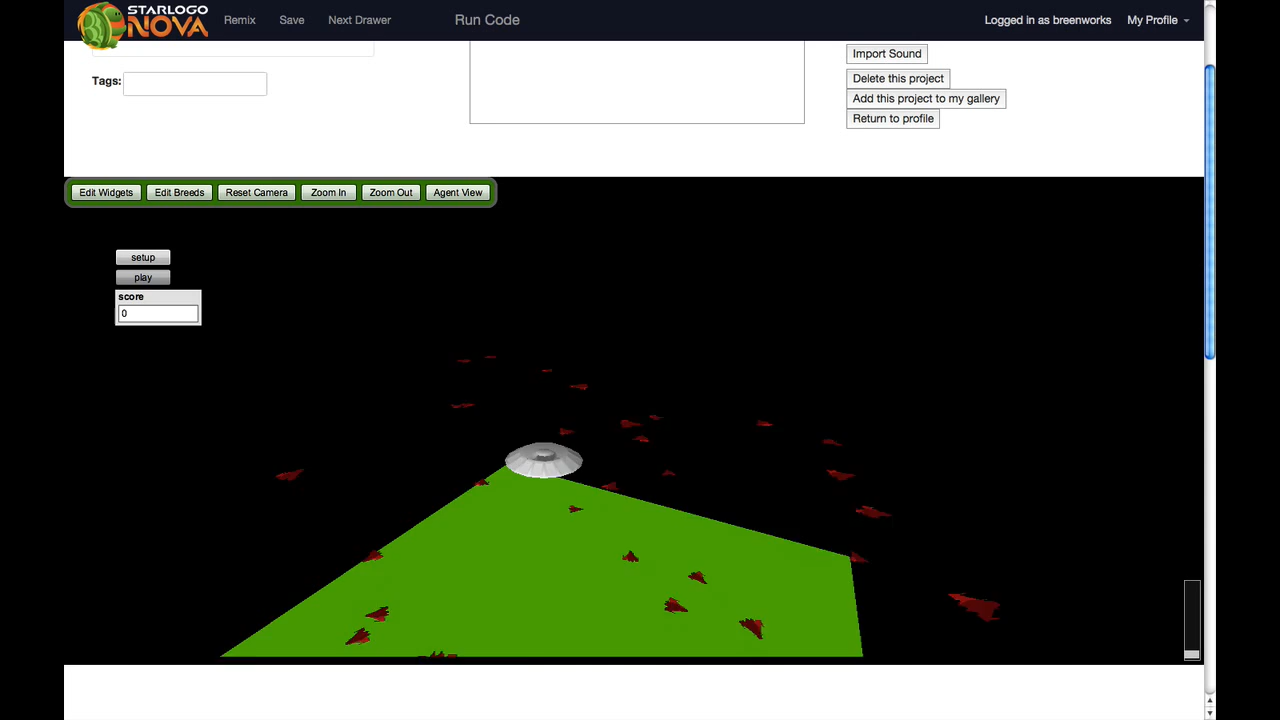 STARLOGO
NOVA
Remix
Save
Next Drawer
Run Code
Logged in as breenworks
My Profile
Import Sound
Tags:
Delete this project
Add this project to my gallery
Return to profile
Edit Widgets
Edit Breeds
Reset Camera
Zoom In
Zoom Out
Agent View
setup
play
score
0